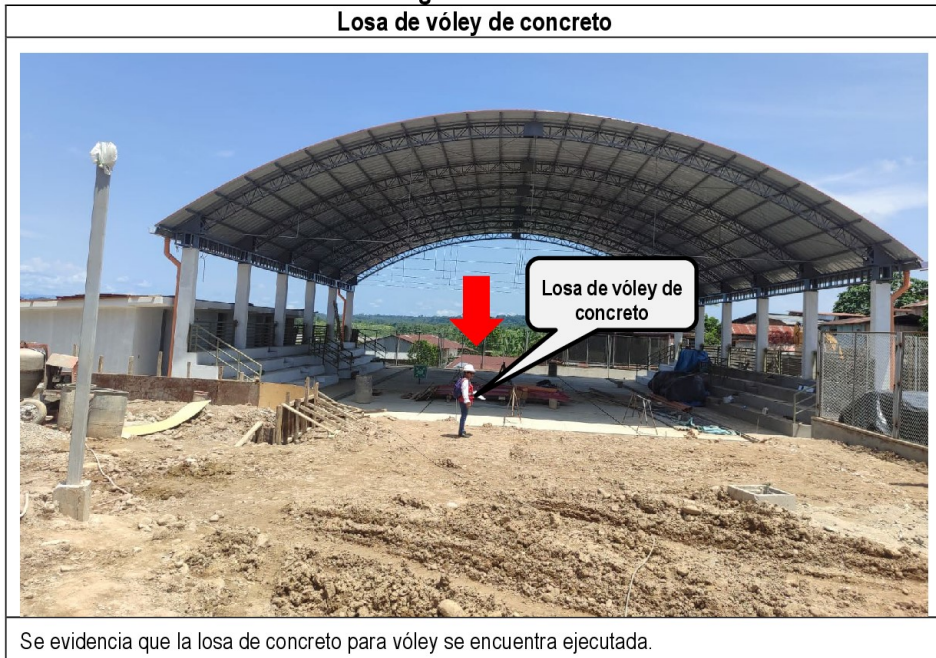 Losa de vóley de concreto
Losa de vóley de
concreto
Se evidencia que la losa de concreto para vóley se encuentra ejecutada.